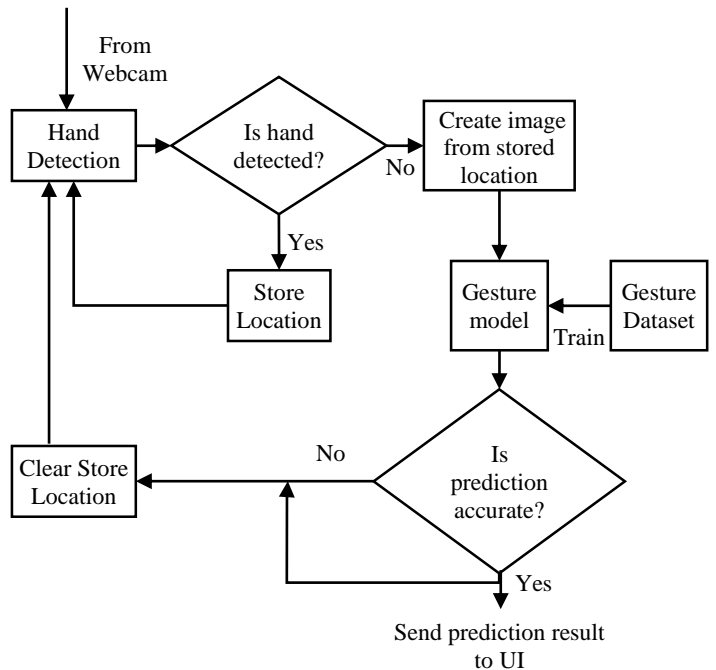 From
Webcam
Hand
Detection
Is hand
detected?
No
Create image
from stored
location
Yes
Store
Location
Gesture
model
Train
Gesture
Dataset
Clear Store
Location
No
Is
prediction
accurate?
Yes
Send prediction result
to UI